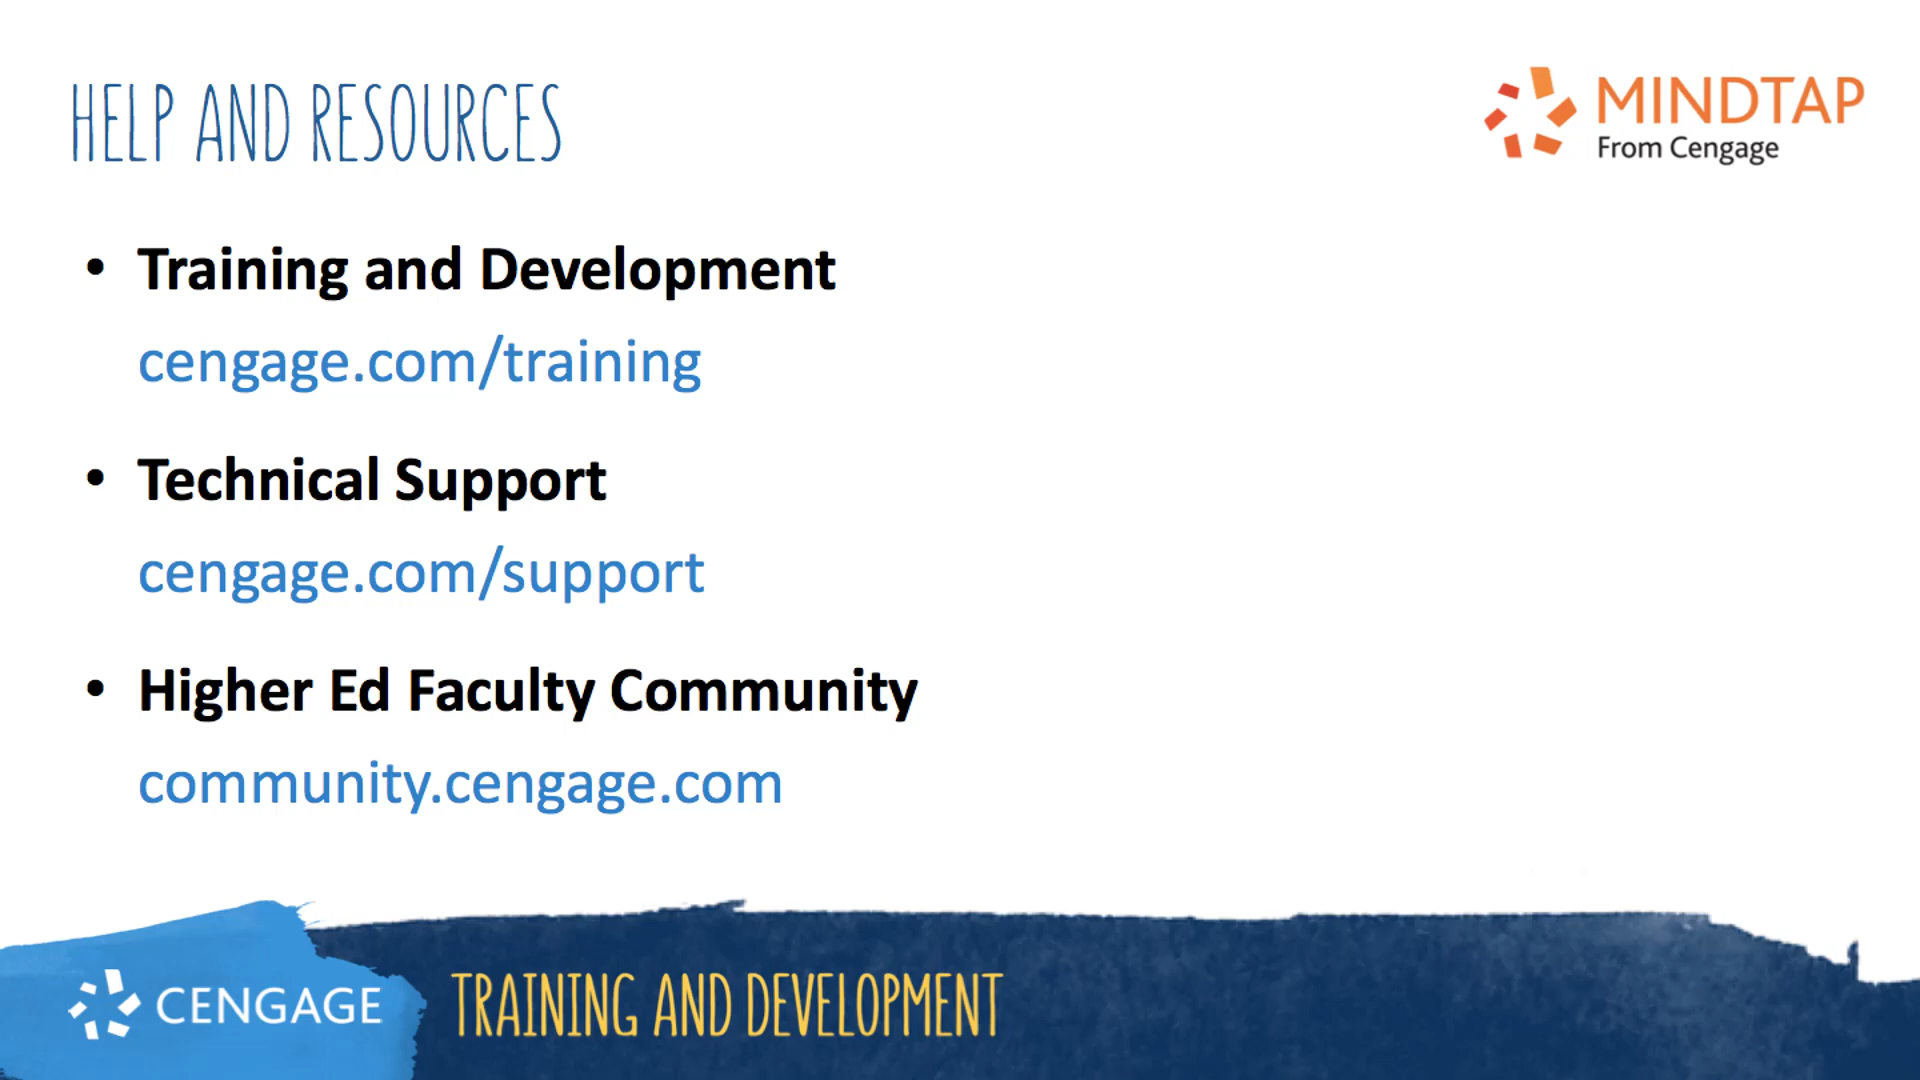 HELP AND RESOURCES
MINDTAP
From Cengage
• Training and Development
cengage.com/training
• Technical Support
cengage.com/support
• Higher Ed Faculty Community
community.cengage.com
CENGAGE
TRAINING AND DEVELOPMENT